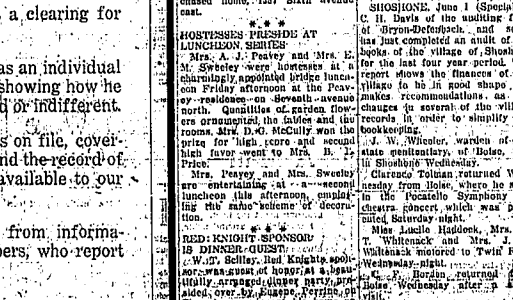 a clearing for
as an individual
showing how he
d or indifferent.
s on file, cover-
nd the record of
available to our
from informa-
bers, who report
east.
* * *
HOSTESSES PRESIDE AT
LUNCHEON SERIES
Mrs. A. J. Peavey and Mrs. E.
M. Sweeley were hostesses at a
charmingly appointed bridge lunch-
eon Friday afternoon at the Peav-
ey residence on Seventh avenue
north. Quantities of garden flow-
ers ornamented the tables and the
rooms. Mrs. D. G. McCully won the
prize for high score and second
high favor went to Mrs. B. I.
Price.
Mrs. Peavey and Mrs. Sweeley
are entertaining at a second
luncheon this afternoon, employ-
ing the same scheme of decora-
tion.
* * *
RED KNIGHT SPONSOR
IS DINNER GUEST
W. T. Seilley, Red Knights spon-
sor was guest of honor at a beau-
tifully arranged dinner party pre-
sided over by Eugene Perrine
SHOSHONE, June 1 (Special)
C. H. Davis of the auditing f
of Bryon-Defenbach, and s
has just completed an audit of
books of the village of Shosh
for the last four year period.
report shows the finances of
village to be in good shape
makes recommendations as
changes in several of the vill
records in order to simplify
bookkeeping.
J. W. Wheeler, warden of
state penitentiary, of Boise,
in Shoshone Wednesday.
Clarence Tolman returned W
nesday from Boise, where he s
in the Pocatello Symphony
chestra concert, which was p
ented Saturday night.
Miss Lucile Haddock, Mrs.
T. Whitenack and Mrs. J.
Whitenack motored to Twin F
Wednesday night.
C. F. Borden returned
Boise Wednesday after a